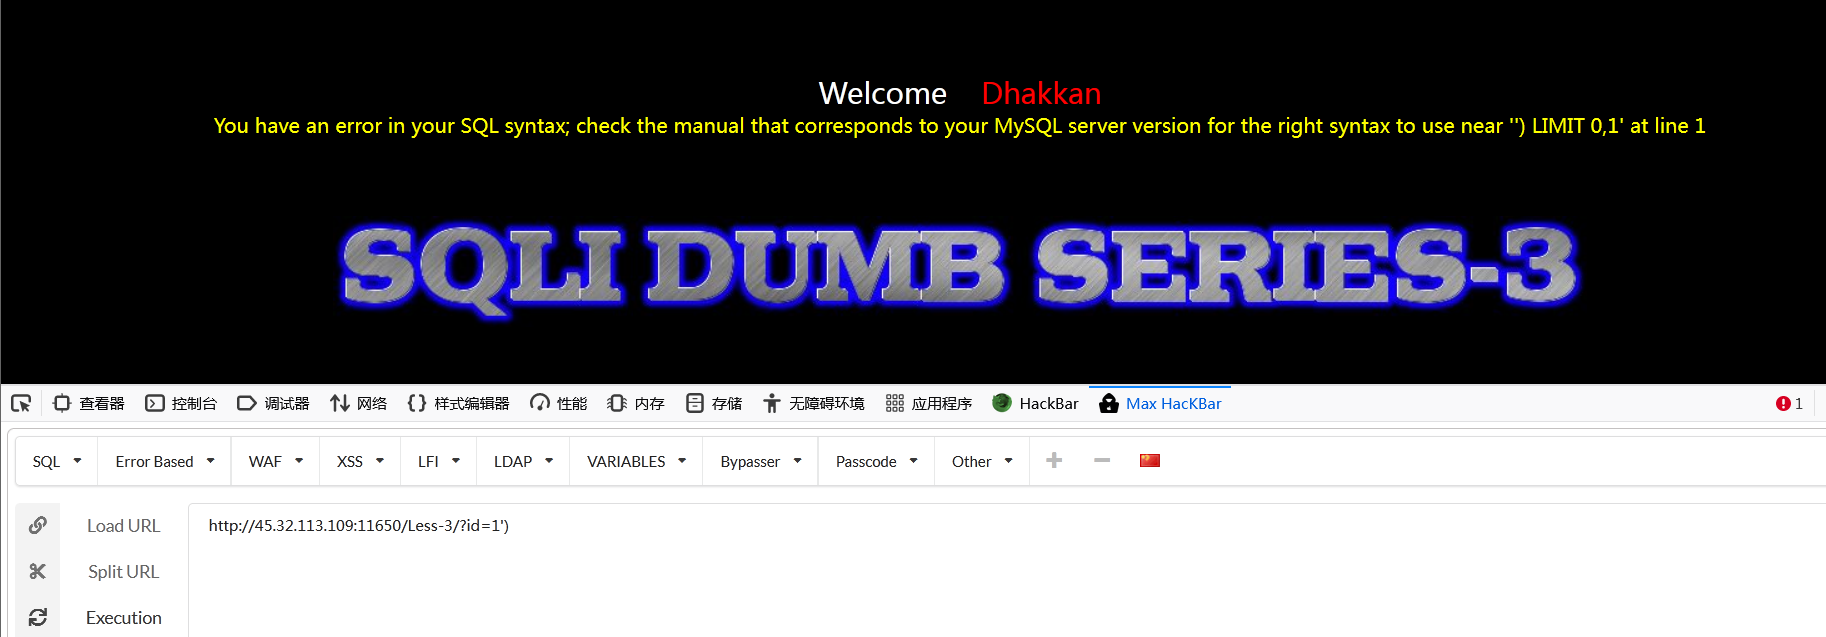 Welcome Dhakkan
You have an error in your SQL syntax; check the manual that corresponds to your MySQL server version for the right syntax to use near '') LIMIT 0,1' at line 1
SQLI DUMB SERIES-3
查看器 控制台 调试器 网络 {} 样式编辑器 性能 内存 存储 无障碍环境 应用程序 HackBar Max HacKBar 1
SQL Error Based WAF XSS LFI LDAP VARIABLES Bypasser Passcode Other
Load URL http://45.32.113.109:11650/Less-3/?id=1')
Split URL
Execution